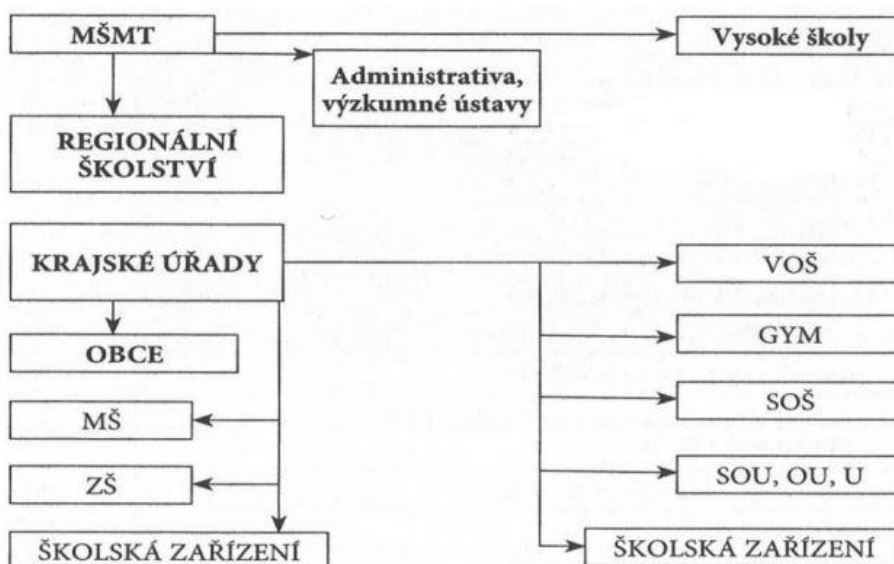 MŠMT
Vysoké školy
Administrativa,
výzkumné ústavy
REGIONÁLNÍ
ŠKOLSTVÍ
KRAJSKÉ ÚŘADY
VOŠ
OBCE
GYM
MŠ
SOŠ
ZŠ
SOU, OU, U
ŠKOLSKÁ ZAŘÍZENÍ
ŠKOLSKÁ ZAŘÍZENÍ